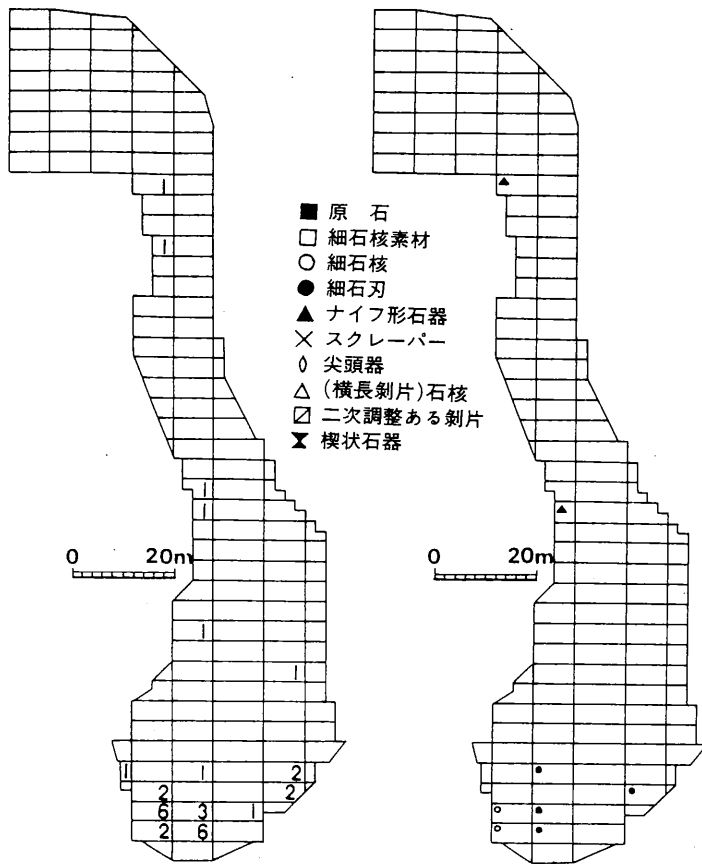 1
1
■ 原 石
□ 細石核素材
○ 細石核
● 細石刃
▲ ナイフ形石器
× スクレーパー
尖頭器
△ (横長剝片)石核
二次調整ある剝片
楔状石器
1
1
0 20m
0 20m
1
1
1 1 2
2 2
6 3 1
2 6